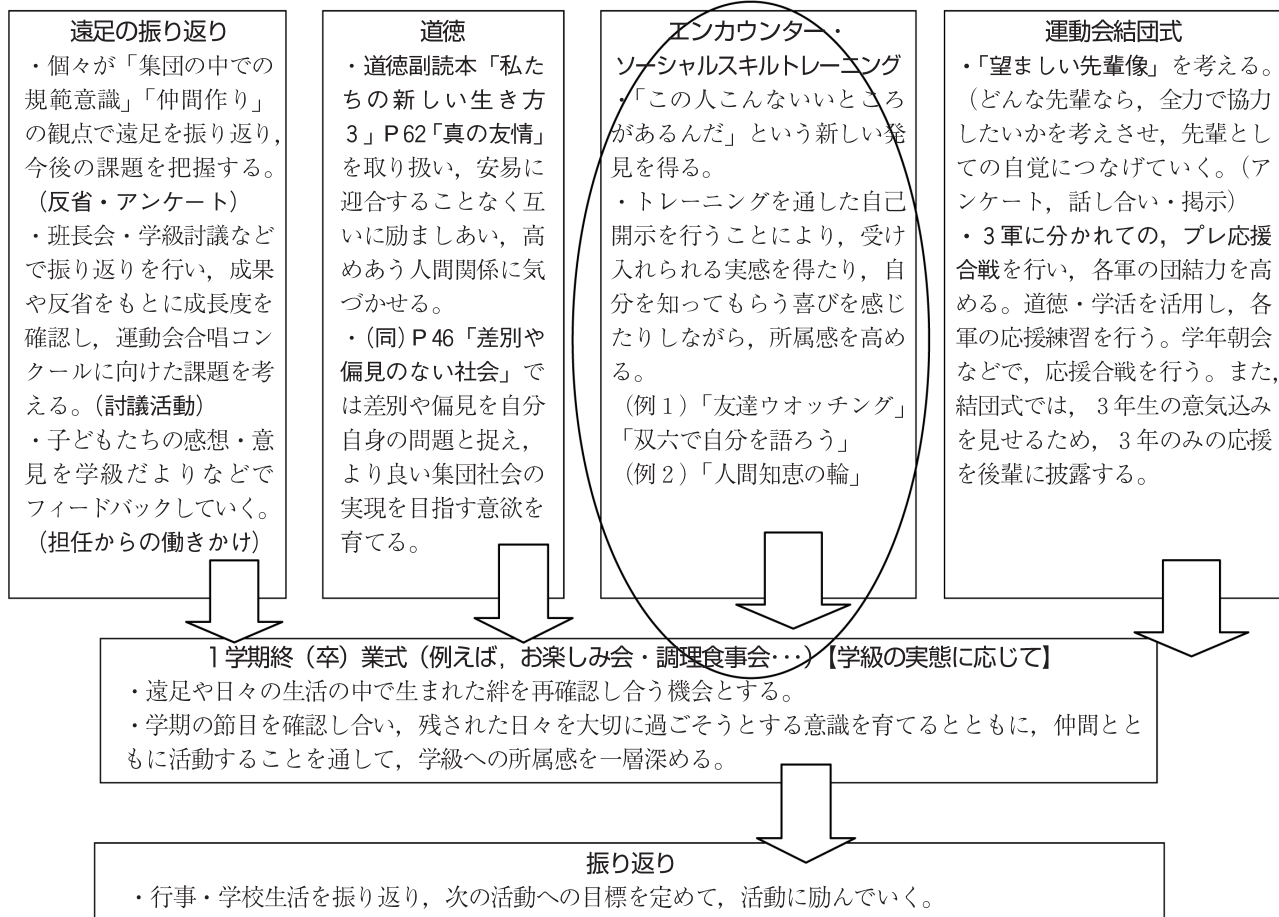 遠足の振り返り
・個々が「集団の中での
規範意識」「仲間作り」
の観点で遠足を振り返り，
今後の課題を把握する。
（反省・アンケート）
・班長会・学級討議など
で振り返りを行い，成果
や反省をもとに成長度を
確認し，運動会合唱コン
クールに向けた課題を考
える。（討議活動）
・子どもたちの感想・意
見を学級だよりなどで
フィードバックしていく。
（担任からの働きかけ）
道徳
・道徳副読本「私た
ちの新しい生き方
３」Ｐ62「真の友情」
を取り扱い，安易に
迎合することなく互
いに励ましあい，高
めあう人間関係に気
づかせる。
・（同）Ｐ46「差別や
偏見のない社会」で
は差別や偏見を自分
自身の問題と捉え，
より良い集団社会の
実現を目指す意欲を
育てる。
エンカウンター・
ソーシャルスキルトレーニング
・「この人こんないいところ
があるんだ」という新しい発
見を得る。
・トレーニングを通した自己
開示を行うことにより，受け
入れられる実感を得たり，自
分を知ってもらう喜びを感じ
たりしながら，所属感を高め
る。
（例１）「友達ウオッチング」
「双六で自分を語ろう」
（例２）「人間知恵の輪」
運動会結団式
・「望ましい先輩像」を考える。
（どんな先輩なら，全力で協力
したいかを考えさせ，先輩とし
ての自覚につなげていく。（ア
ンケート，話し合い・掲示）
・３軍に分かれての，プレ応援
合戦を行い，各軍の団結力を高
める。道徳・学活を活用し，各
軍の応援練習を行う。学年朝会
などで，応援合戦を行う。また，
結団式では，３年生の意気込み
を見せるため，３年のみの応援
を後輩に披露する。
１学期終（卒）業式（例えば，お楽しみ会・調理食事会･･･）【学級の実態に応じて】
・遠足や日々の生活の中で生まれた絆を再確認し合う機会とする。
・学期の節目を確認し合い，残された日々を大切に過ごそうとする意識を育てるとともに，仲間とと
もに活動することを通して，学級への所属感を一層深める。
振り返り
・行事・学校生活を振り返り，次の活動への目標を定めて，活動に励んでいく。